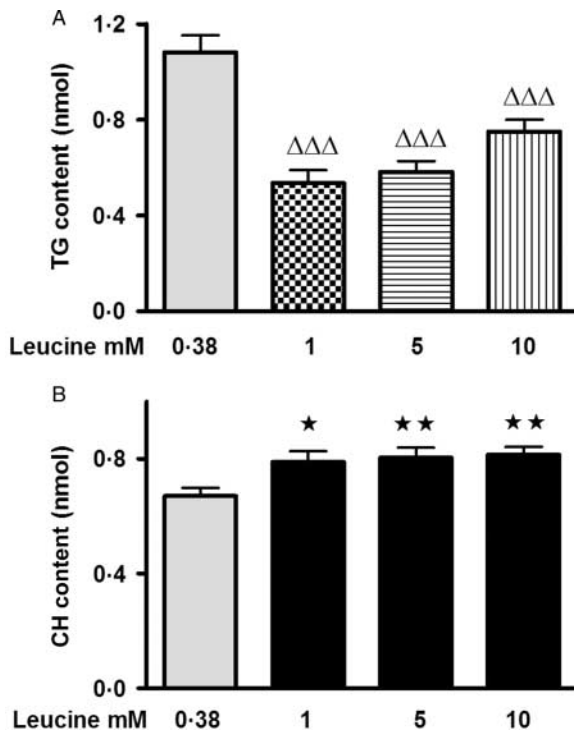 A
TG content (nmol)
1·2
0·8
0·4
0·0
ΔΔΔ
ΔΔΔ
ΔΔΔ
Leucine mM 0·38 1 5 10
B
CH content (nmol)
0·8
0·4
0·0
★ ★★ ★★
Leucine mM 0·38 1 5 10